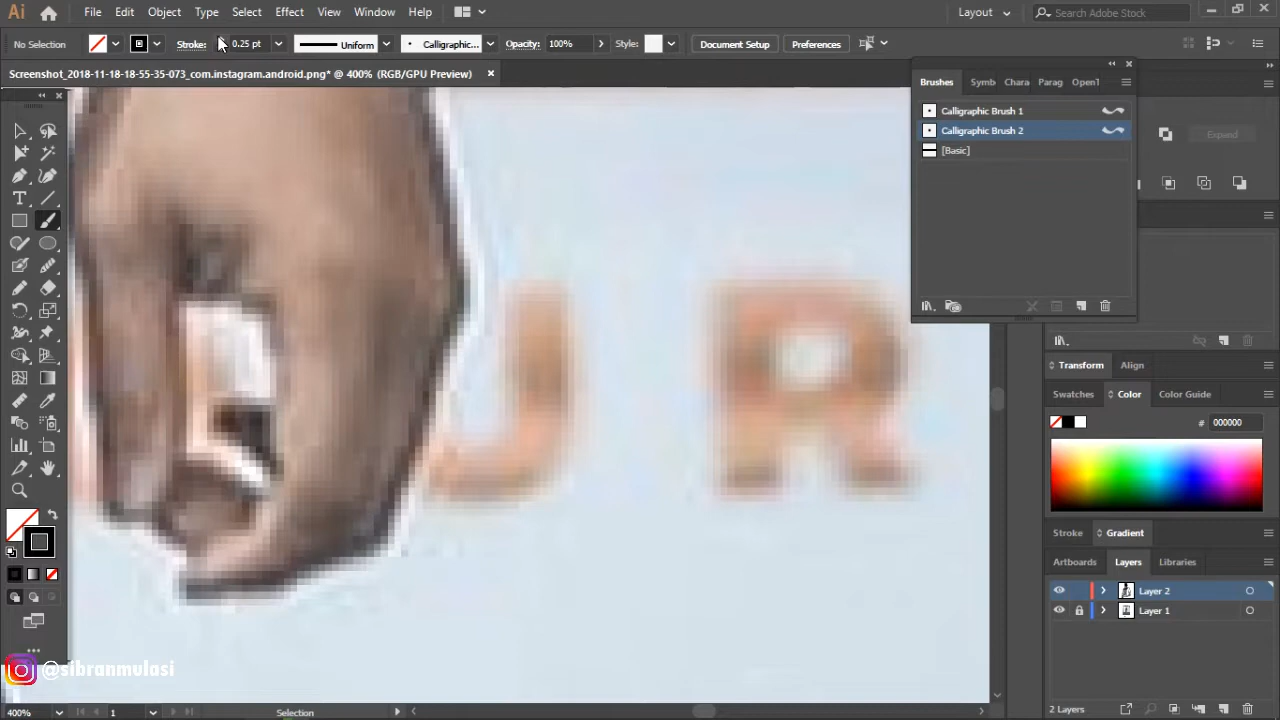 File Edit Object Type Select Effect View Window Help Layout Search Adobe Stock
No Selection Stroke: 0.25 pt Uniform Calligraphic... Opacity: 100% Style: Document Setup Preferences
Screenshot_2018-11-18-18-55-35-073_com.instagram.android.png* @ 400% (RGB/GPU Preview)
Brushes Symb Chara Parag OpenT
Calligraphic Brush 1
Calligraphic Brush 2
[Basic]
Expand
J R
Transform Align
Swatches Color Color Guide
# 000000
Stroke Gradient
Artboards Layers Libraries
Layer 2
Layer 1
@sibranmulasi
400% 1 Selection 2 Layers